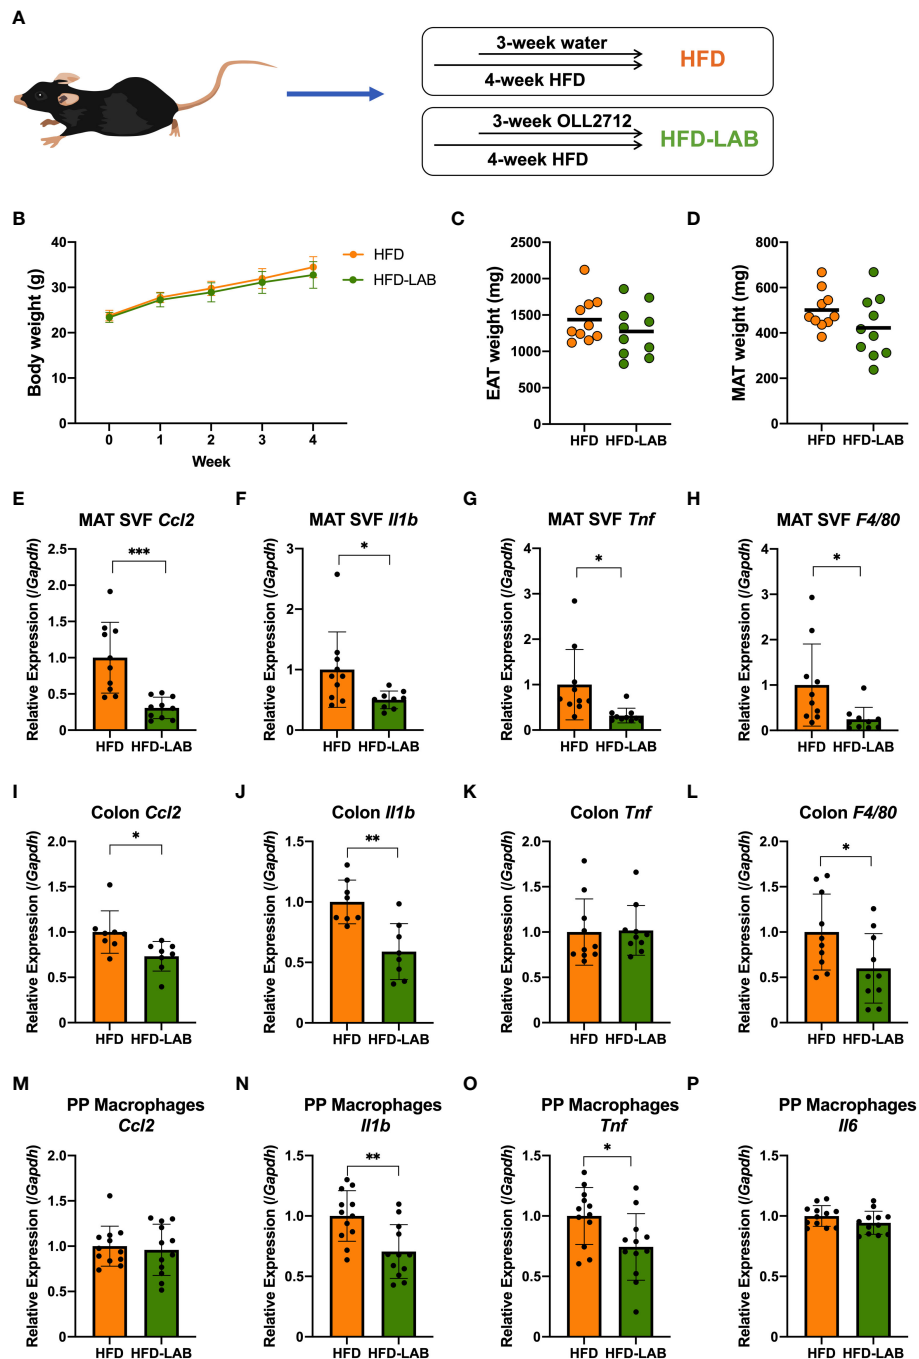 A
3-week water
4-week HFD
HFD
3-week OLL2712
4-week HFD
HFD-LAB
B
Body weight (g)
40
30
20
10
0
0 1 2 3 4
Week
HFD
HFD-LAB
C
EAT weight (mg)
2500
2000
1500
1000
500
0
HFD HFD-LAB
D
MAT weight (mg)
800
600
400
200
0
HFD HFD-LAB
E
MAT SVF Ccl2
Relative Expression (/Gapdh)
2.5
2.0
1.5
1.0
0.5
0
***
HFD HFD-LAB
F
MAT SVF Il1b
Relative Expression (/Gapdh)
3
2
1
0
*
HFD HFD-LAB
G
MAT SVF Tnf
Relative Expression (/Gapdh)
4
3
2
1
0
*
HFD HFD-LAB
H
MAT SVF F4/80
Relative Expression (/Gapdh)
4
3
2
1
0
*
HFD HFD-LAB
I
Colon Ccl2
Relative Expression (/Gapdh)
2.0
1.5
1.0
0.5
0
*
HFD HFD-LAB
J
Colon Il1b
Relative Expression (/Gapdh)
1.5
1.0
0.5
0
**
HFD HFD-LAB
K
Colon Tnf
Relative Expression (/Gapdh)
2.0
1.5
1.0
0.5
0
HFD HFD-LAB
L
Colon F4/80
Relative Expression (/Gapdh)
2.0
1.5
1.0
0.5
0
*
HFD HFD-LAB
M
PP Macrophages
Ccl2
Relative Expression (/Gapdh)
2.0
1.5
1.0
0.5
0
HFD HFD-LAB
N
PP Macrophages
Il1b
Relative Expression (/Gapdh)
1.5
1.0
0.5
0
**
HFD HFD-LAB
O
PP Macrophages
Tnf
Relative Expression (/Gapdh)
1.5
1.0
0.5
0
*
HFD HFD-LAB
P
PP Macrophages
Il6
Relative Expression (/Gapdh)
1.5
1.0
0.5
0
HFD HFD-LAB